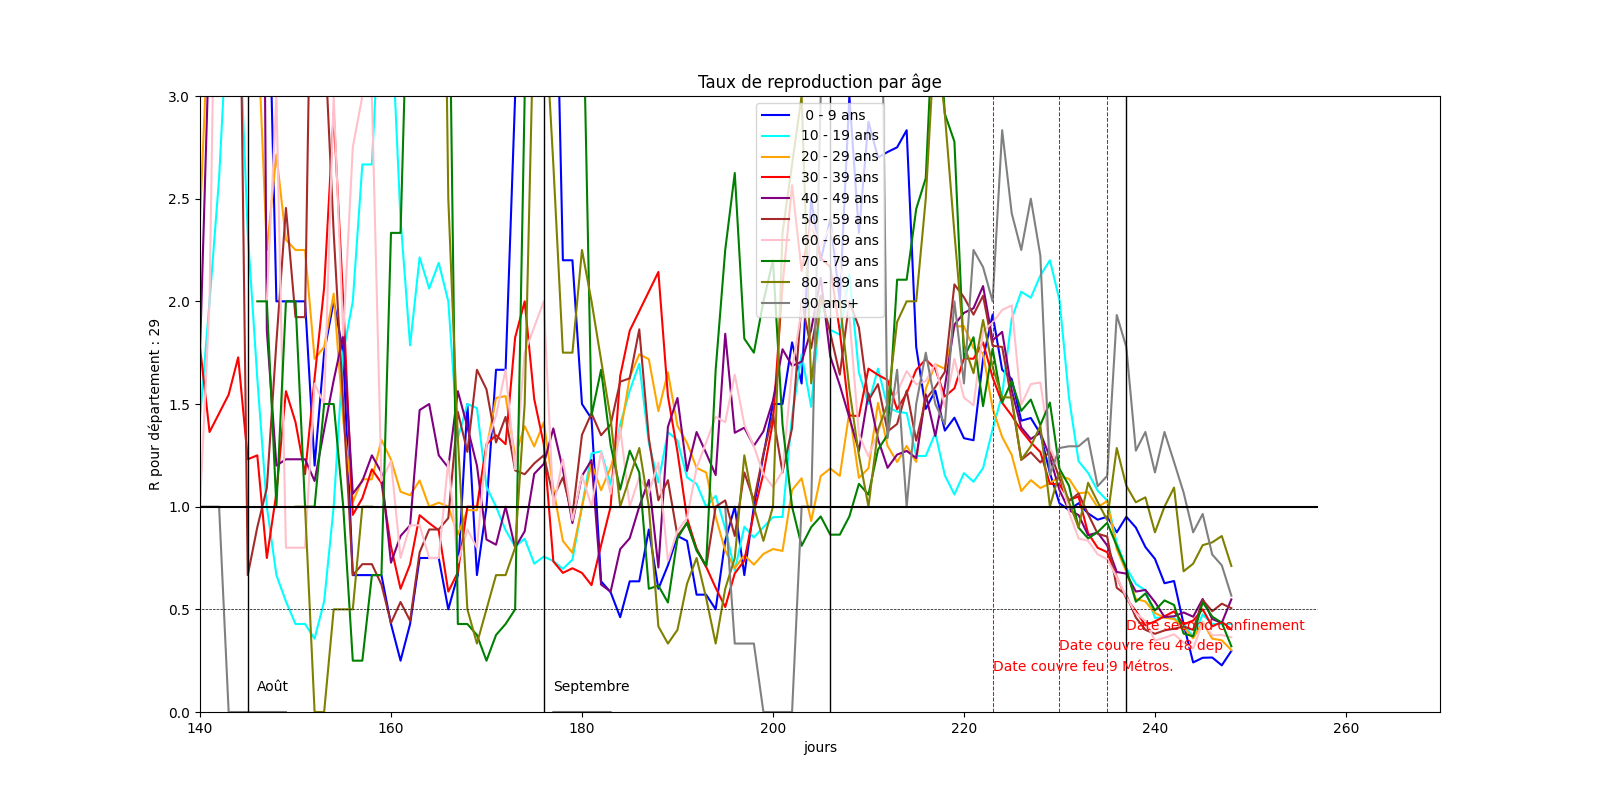 Taux de reproduction par âge
3.0
2.5
2.0
1.5
1.0
0.5
0.0
R pour département : 29
0 - 9 ans
10 - 19 ans
20 - 29 ans
30 - 39 ans
40 - 49 ans
50 - 59 ans
60 - 69 ans
70 - 79 ans
80 - 89 ans
90 ans+
Date second confinement
Date couvre feu 48 dep
Date couvre feu 9 Métros.
Août
Septembre
140
160
180
200
220
240
260
jours